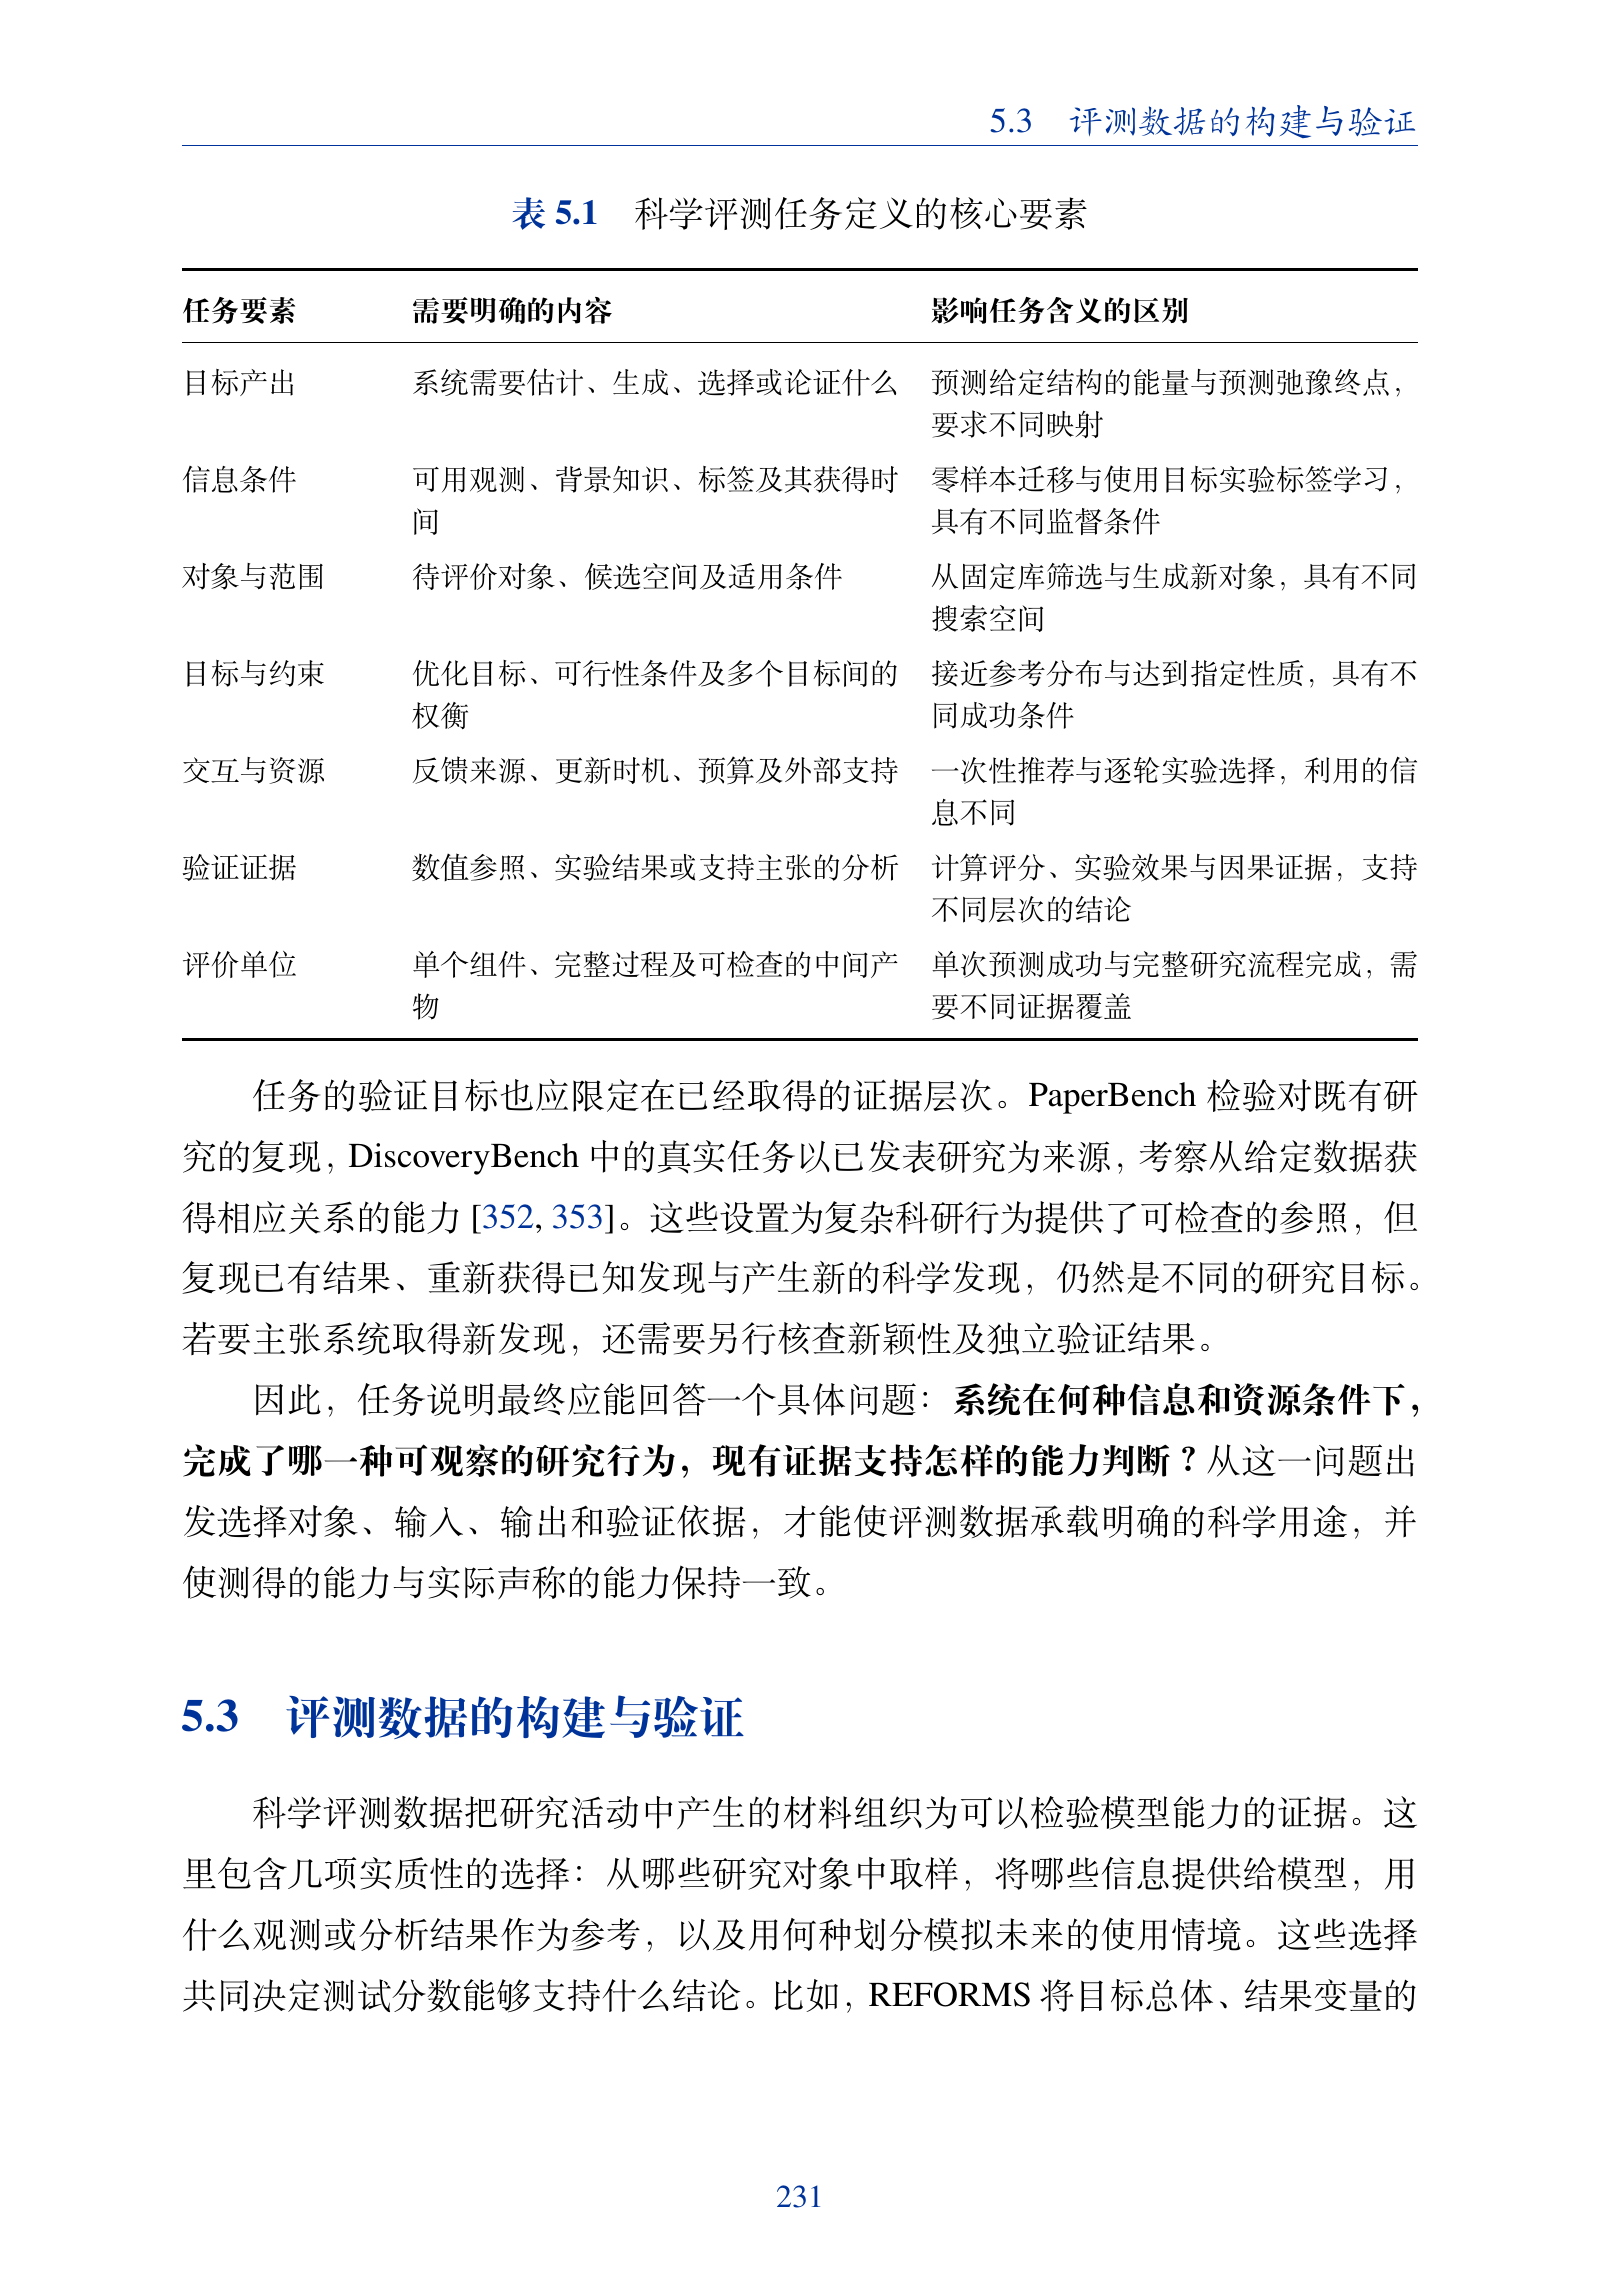 5.3 评测数据的构建与验证
表 5.1 科学评测任务定义的核心要素
任务要素 需要明确的内容 影响任务含义的区别
目标产出 系统需要估计、生成、选择或论证什么 预测给定结构的能量与预测弛豫终点，
要求不同映射
信息条件 可用观测、背景知识、标签及其获得时 零样本迁移与使用目标实验标签学习，
间 具有不同监督条件
对象与范围 待评价对象、候选空间及适用条件 从固定库筛选与生成新对象，具有不同
搜索空间
目标与约束 优化目标、可行性条件及多个目标间的 接近参考分布与达到指定性质，具有不
权衡 同成功条件
交互与资源 反馈来源、更新时机、预算及外部支持 一次性推荐与逐轮实验选择，利用的信
息不同
验证证据 数值参照、实验结果或支持主张的分析 计算评分、实验效果与因果证据，支持
不同层次的结论
评价单位 单个组件、完整过程及可检查的中间产 单次预测成功与完整研究流程完成，需
物 要不同证据覆盖
任务的验证目标也应限定在已经取得的证据层次。PaperBench 检验对既有研
究的复现，DiscoveryBench 中的真实任务以已发表研究为来源，考察从给定数据获
得相应关系的能力 [352, 353]。这些设置为复杂科研行为提供了可检查的参照，但
复现已有结果、重新获得已知发现与产生新的科学发现，仍然是不同的研究目标。
若要主张系统取得新发现，还需要另行核查新颖性及独立验证结果。
因此，任务说明最终应能回答一个具体问题：系统在何种信息和资源条件下，
完成了哪一种可观察的研究行为，现有证据支持怎样的能力判断？从这一问题出
发选择对象、输入、输出和验证依据，才能使评测数据承载明确的科学用途，并
使测得的能力与实际声称的能力保持一致。
5.3 评测数据的构建与验证
科学评测数据把研究活动中产生的材料组织为可以检验模型能力的证据。这
里包含几项实质性的选择：从哪些研究对象中取样，将哪些信息提供给模型，用
什么观测或分析结果作为参考，以及用何种划分模拟未来的使用情境。这些选择
共同决定测试分数能够支持什么结论。比如，REFORMS 将目标总体、结果变量的
231